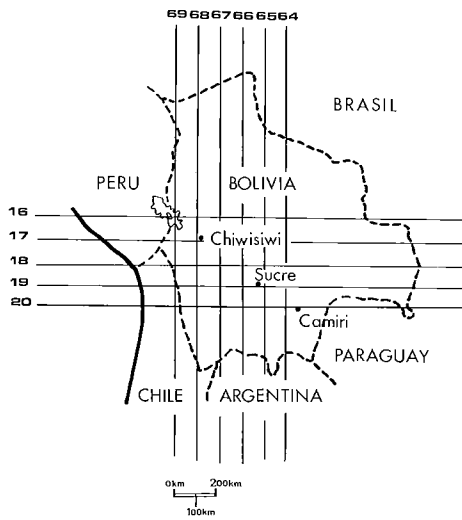 69 68 67 66 65 64
BRASIL
PERU
BOLIVIA
16
17
Chiwisiwi
18
Sucre
19
20
Camiri
PARAGUAY
CHILE
ARGENTINA
0km 200km
100km